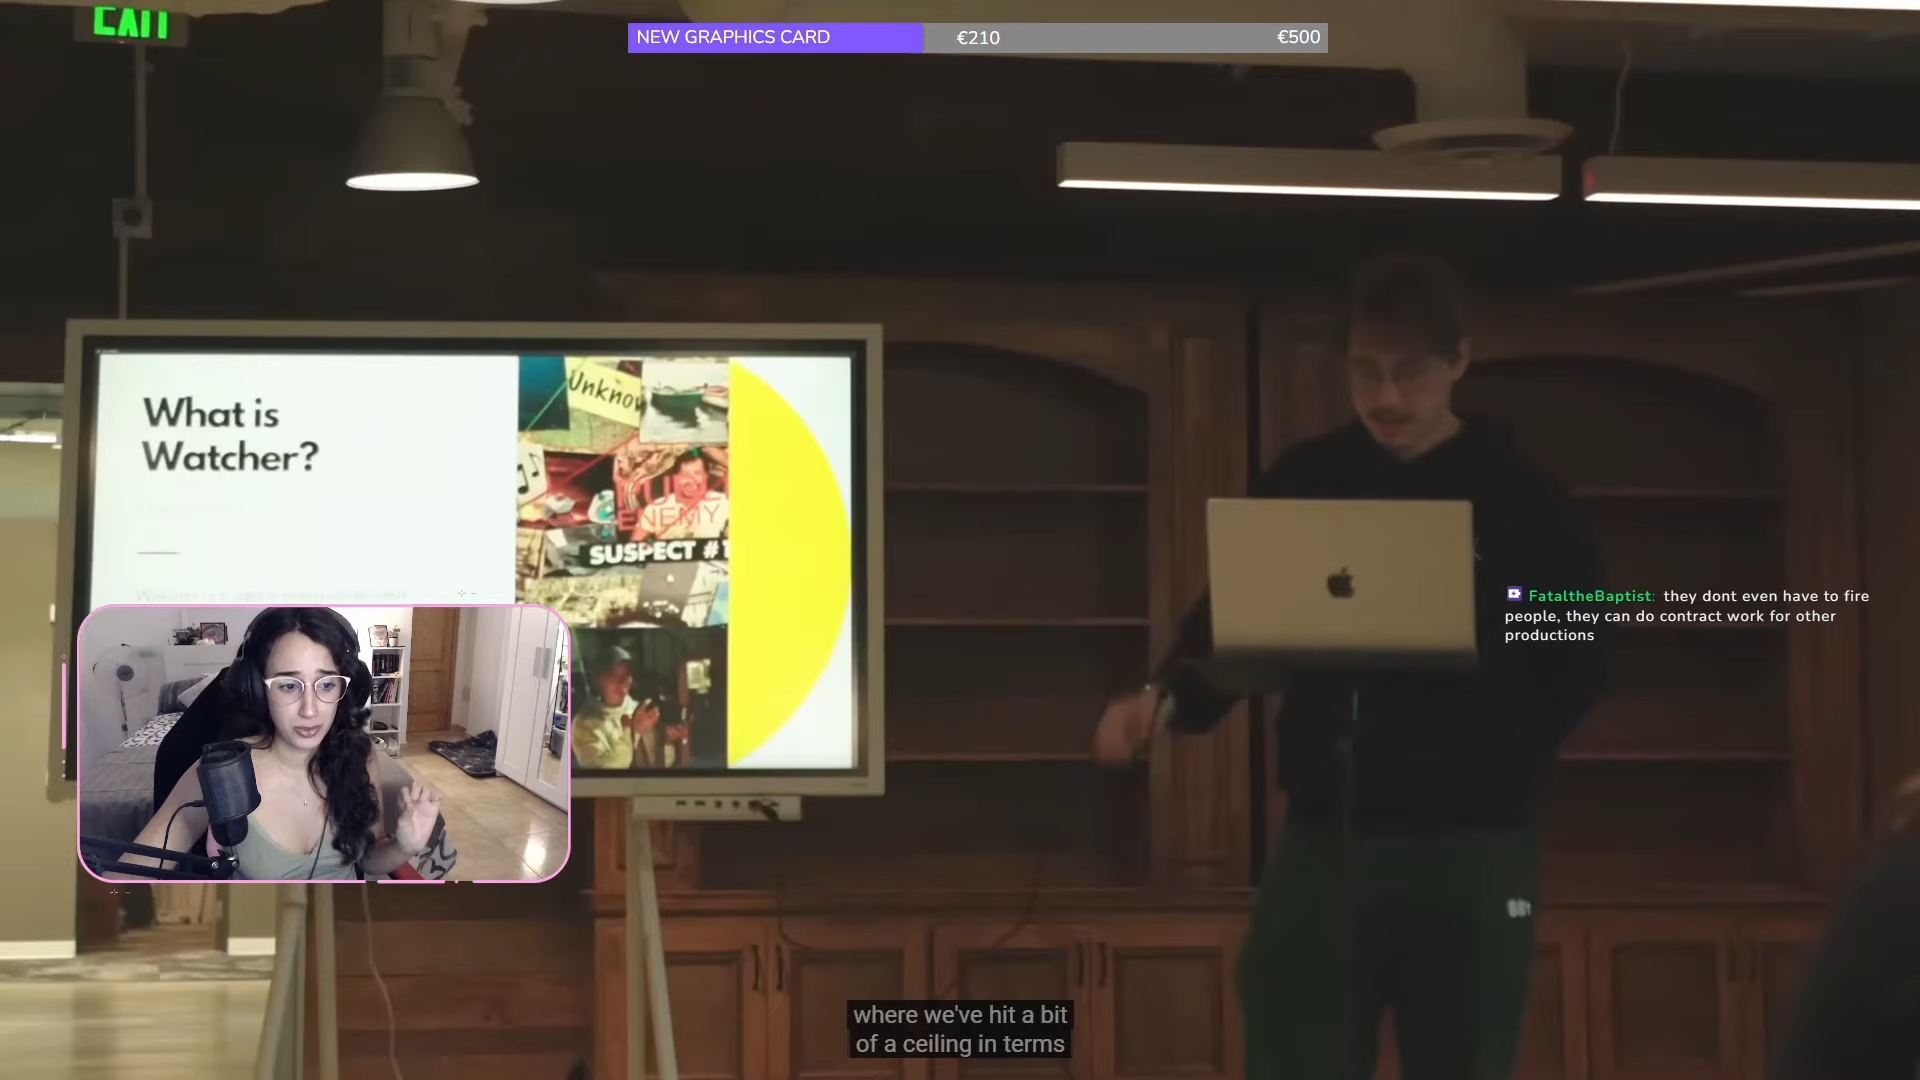 EXIT
NEW GRAPHICS CARD €210 €500
What is
Watcher?
Unknow
ENEMY
SUSPECT #1
FataltheBaptist: they dont even have to fire
people, they can do contract work for other
productions
where we've hit a bit
of a ceiling in terms